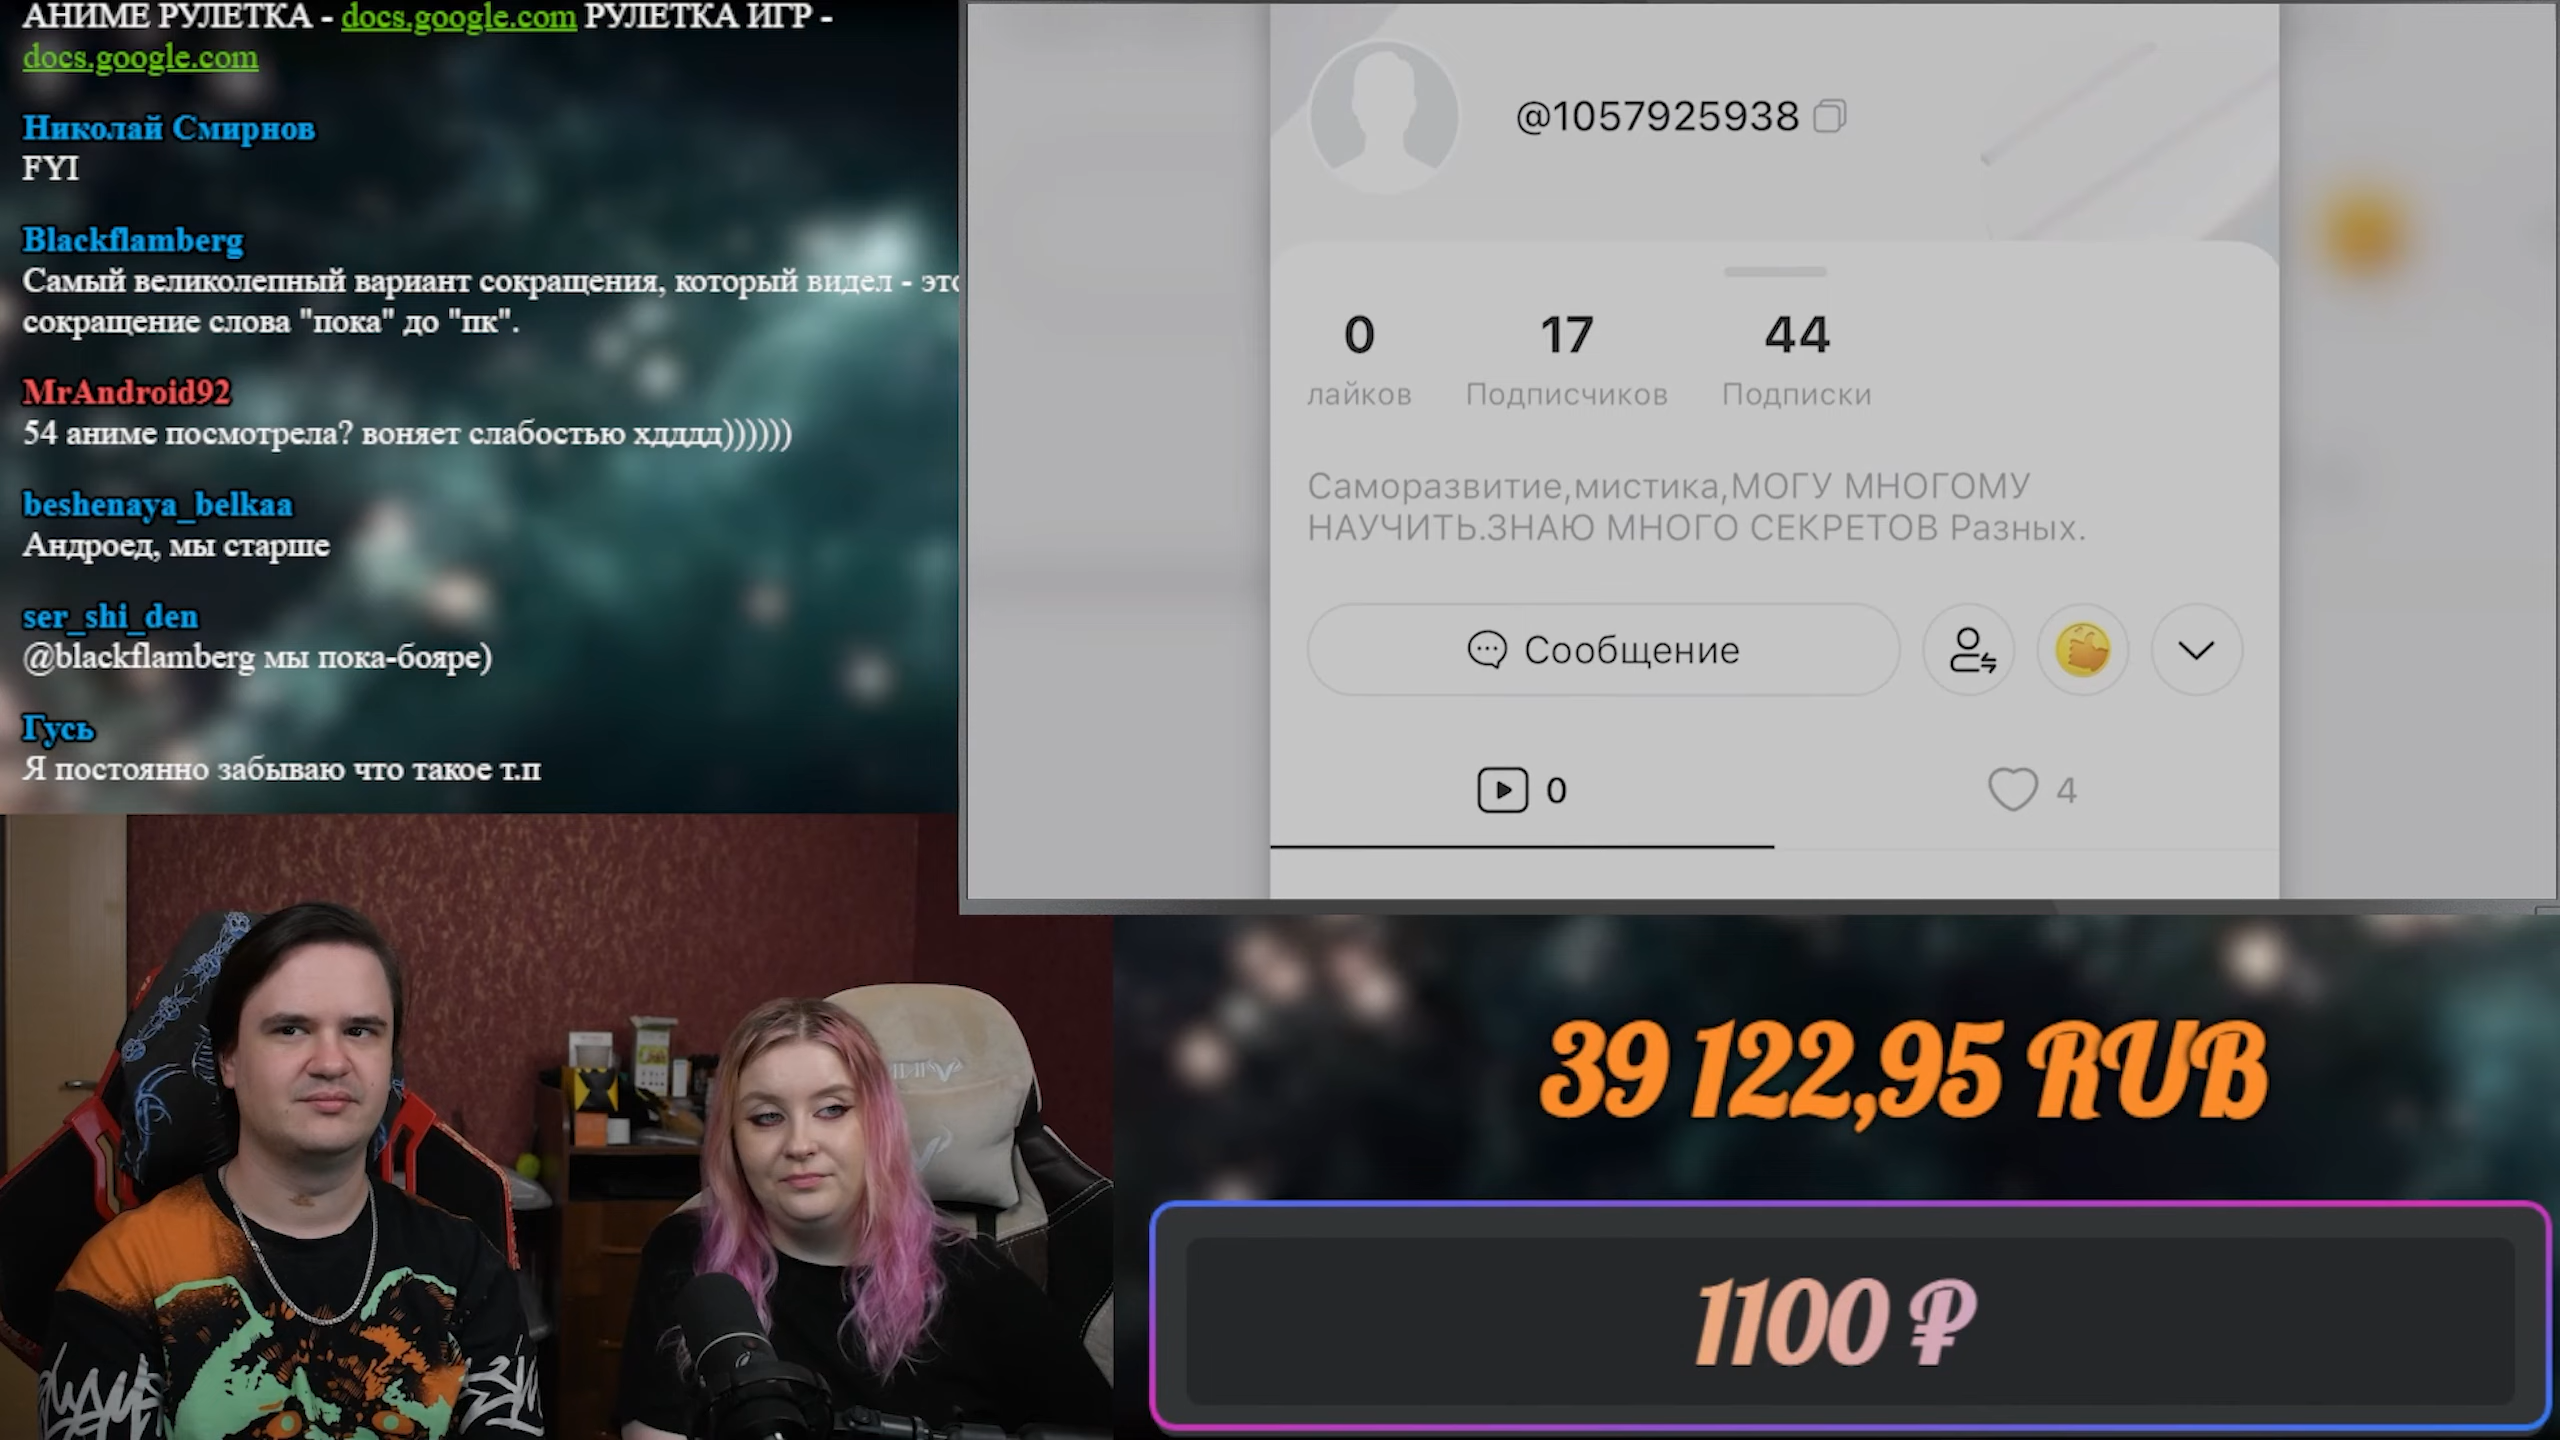 АНИМЕ РУЛЕТКА - docs.google.com РУЛЕТКА ИГР -
docs.google.com
Николай Смирнов
FYI
Blackflamberg
Самый великолепный вариант сокращения, который видел - это
сокращение слова "пока" до "пк".
MrAndroid92
54 аниме посмотрела? воняет слабостью хдддд))))))
beshenaya_belkaa
Андроед, мы старше
ser_shi_den
@blackflamberg мы пока-бояре)
Гусь
Я постоянно забываю что такое т.п
@1057925938
0 17 44
лайков Подписчиков Подписки
Саморазвитие,мистика,МОГУ МНОГОМУ
НАУЧИТЬ.ЗНАЮ МНОГО СЕКРЕТОВ Разных.
Сообщение
0 4
39 122,95 RUB
1100 ₽